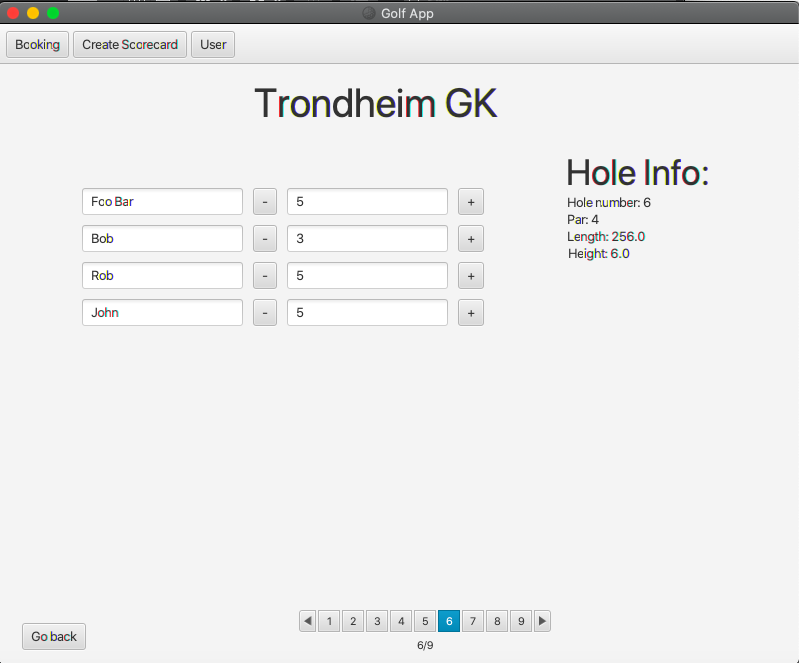 Golf App
Booking Create Scorecard User
Trondheim GK
Hole Info:
Hole number: 6
Par: 4
Length: 256.0
Height: 6.0
Foo Bar - 5 +
Bob - 3 +
Rob - 5 +
John - 5 +
1 2 3 4 5 6 7 8 9
6/9
Go back